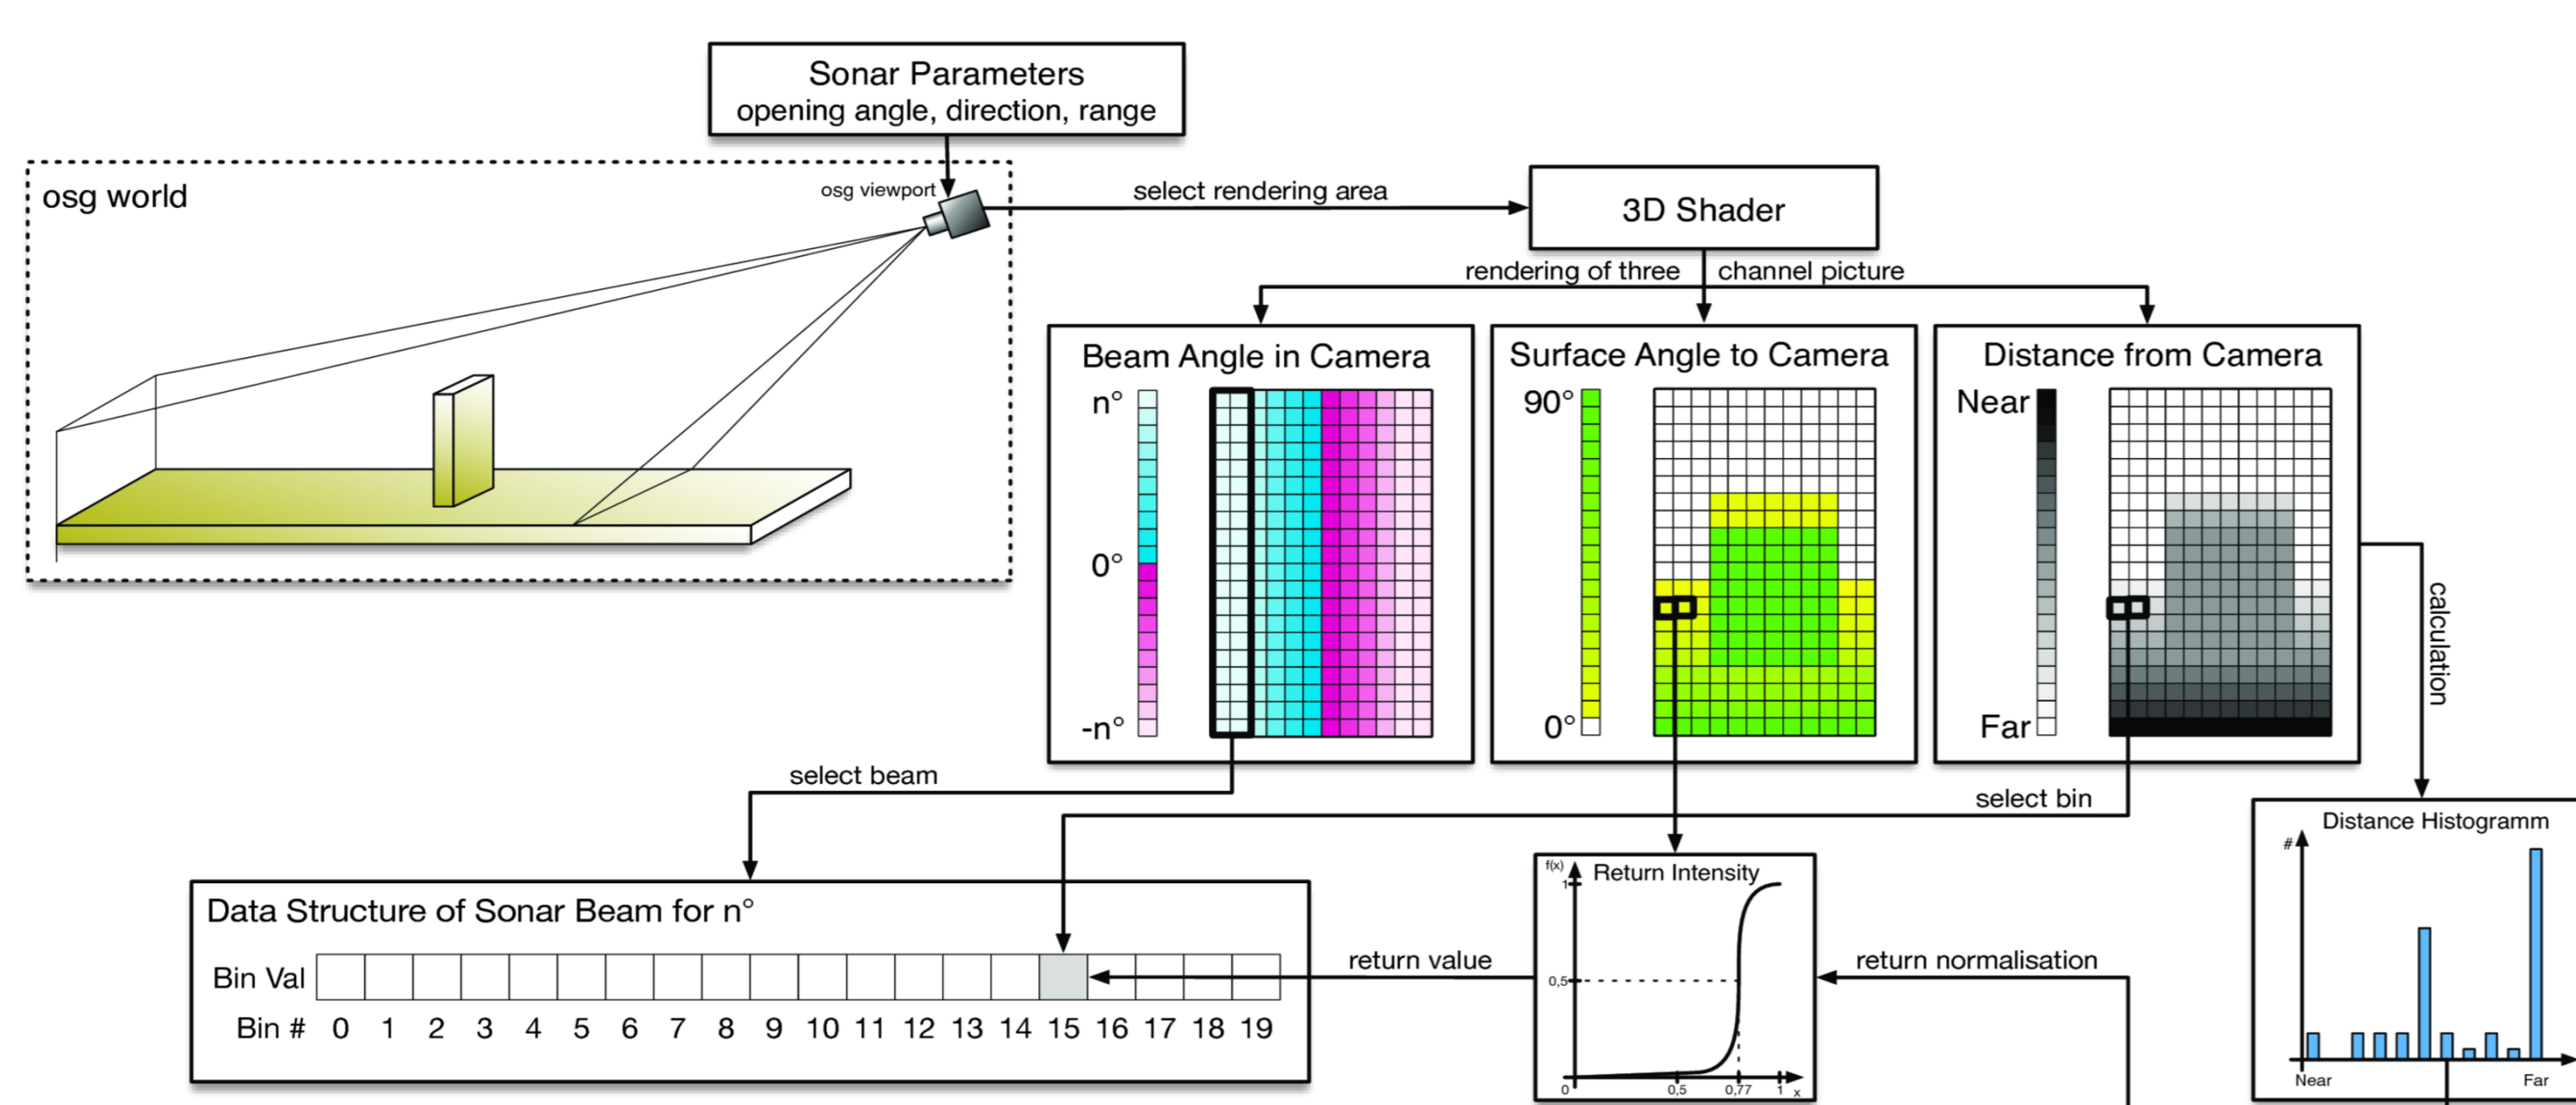 Sonar Parameters
opening angle, direction, range
osg world
osg viewport
select rendering area
3D Shader
rendering of three
channel picture
Beam Angle in Camera
n°
0°
-n°
Surface Angle to Camera
90°
0°
Distance from Camera
Near
Far
calculation
select beam
select bin
Data Structure of Sonar Beam for n°
Bin Val
Bin # 0 1 2 3 4 5 6 7 8 9 10 11 12 13 14 15 16 17 18 19
return value
f(x)
Return Intensity
1
0,5
0 0,5 0,77 1 x
return normalisation
Distance Histogramm
#
Near Far